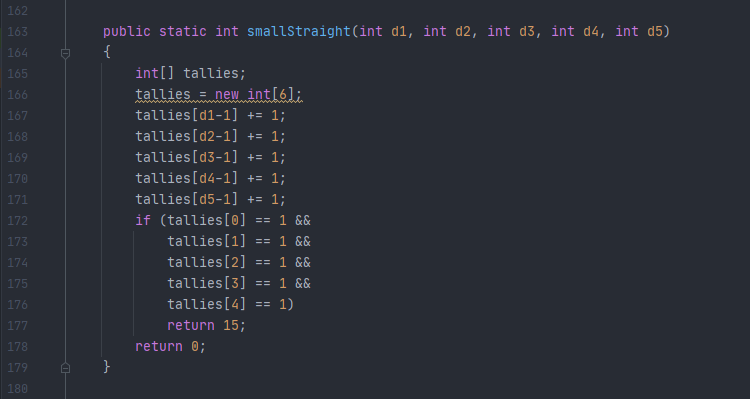 162
163 public static int smallStraight(int d1, int d2, int d3, int d4, int d5)
164 {
165 int[] tallies;
166 tallies = new int[6];
167 tallies[d1-1] += 1;
168 tallies[d2-1] += 1;
169 tallies[d3-1] += 1;
170 tallies[d4-1] += 1;
171 tallies[d5-1] += 1;
172 if (tallies[0] == 1 &&
173 tallies[1] == 1 &&
174 tallies[2] == 1 &&
175 tallies[3] == 1 &&
176 tallies[4] == 1)
177 return 15;
178 return 0;
179 }
180